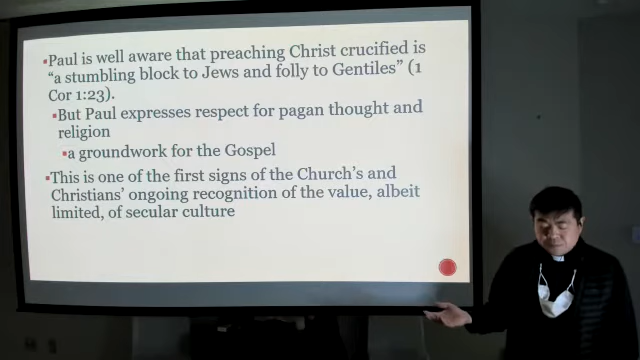 ▪Paul is well aware that preaching Christ crucified is
“a stumbling block to Jews and folly to Gentiles” (1
Cor 1:23).
▪But Paul expresses respect for pagan thought and
religion
▪a groundwork for the Gospel
▪This is one of the first signs of the Church’s and
Christians’ ongoing recognition of the value, albeit
limited, of secular culture